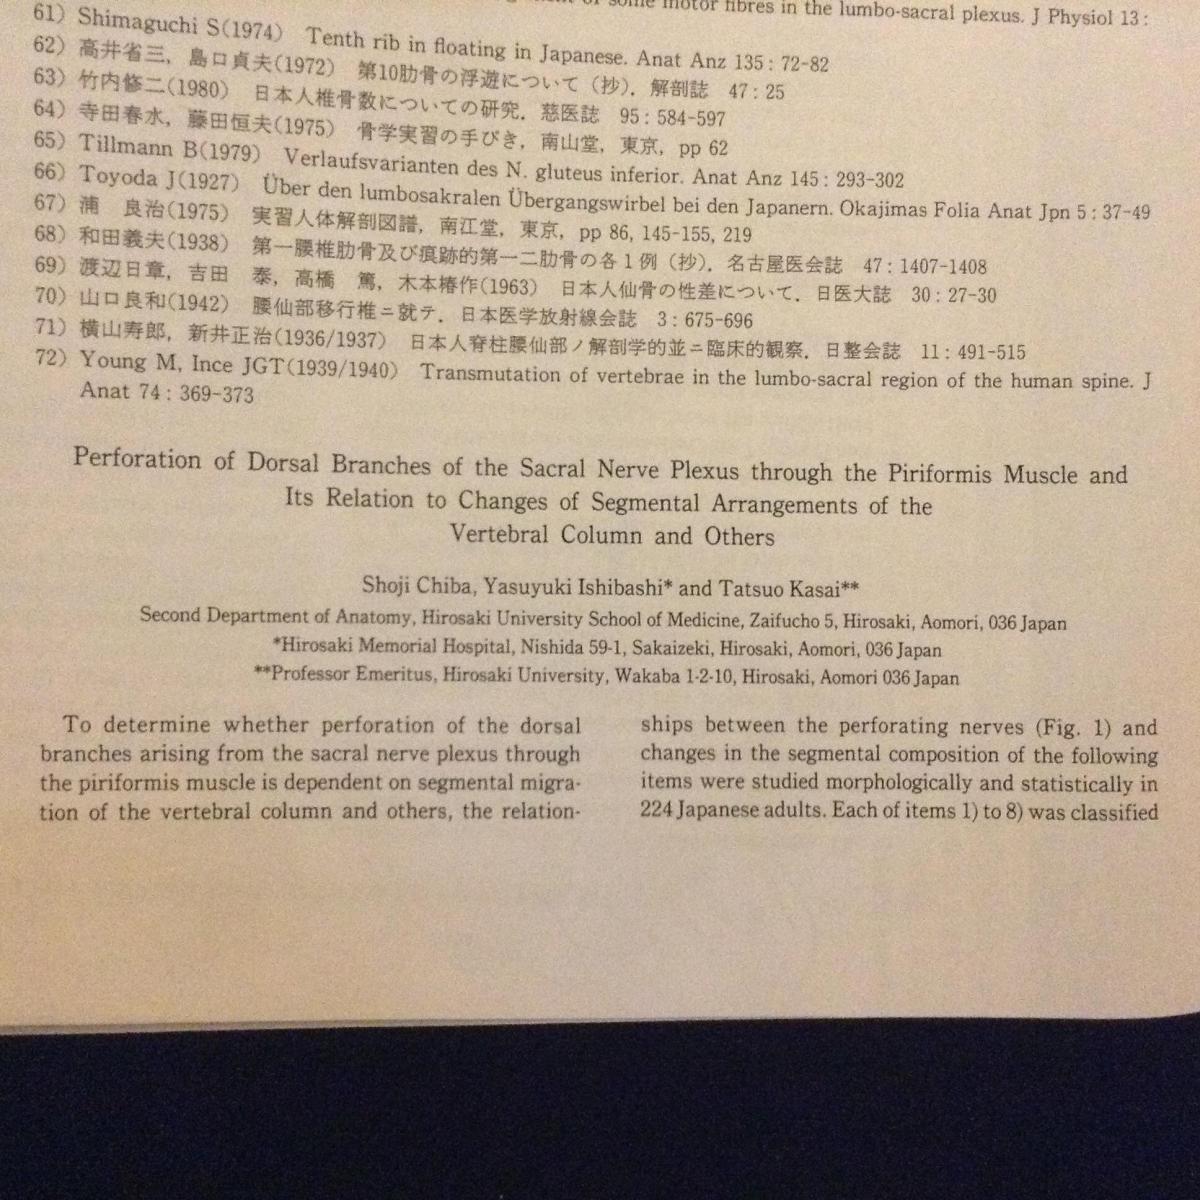 some motor fibres in the lumbo-sacral plexus. J Physiol 13 :
61) Shimaguchi S(1974) Tenth rib in floating in Japanese. Anat Anz 135 : 72-82
62) 高井省三, 島口貞夫(1972) 第10肋骨の浮遊について(抄). 解剖誌 47 : 25
63) 竹内修二(1980) 日本人椎骨数についての研究. 慈医誌 95 : 584-597
64) 寺田春水, 藤田恒夫(1975) 骨学実習の手びき, 南山堂, 東京, pp 62
65) Tillmann B(1979) Verlaufsvarianten des N. gluteus inferior. Anat Anz 145 : 293-302
66) Toyoda J(1927) Über den lumbosakralen Übergangswirbel bei den Japanern. Okajimas Folia Anat Jpn 5 : 37-49
67) 浦 良治(1975) 実習人体解剖図譜, 南江堂, 東京, pp 86, 145-155, 219
68) 和田義夫(1938) 第一腰椎肋骨及び痕跡的第一二肋骨の各1例(抄). 名古屋医会誌 47 : 1407-1408
69) 渡辺日章, 吉田 泰, 高橋 篤, 木本椿作(1963) 日本人仙骨の性差について. 日医大誌 30 : 27-30
70) 山口良和(1942) 腰仙部移行椎ニ就テ. 日本医学放射線会誌 3 : 675-696
71) 横山寿郎, 新井正治(1936/1937) 日本人脊柱腰仙部ノ解剖学的並ニ臨床的観察. 日整会誌 11 : 491-515
72) Young M, Ince JGT(1939/1940) Transmutation of vertebrae in the lumbo-sacral region of the human spine. J
Anat 74 : 369-373
Perforation of Dorsal Branches of the Sacral Nerve Plexus through the Piriformis Muscle and
Its Relation to Changes of Segmental Arrangements of the
Vertebral Column and Others
Shoji Chiba, Yasuyuki Ishibashi* and Tatsuo Kasai**
Second Department of Anatomy, Hirosaki University School of Medicine, Zaifucho 5, Hirosaki, Aomori, 036 Japan
*Hirosaki Memorial Hospital, Nishida 59-1, Sakaizeki, Hirosaki, Aomori, 036 Japan
**Professor Emeritus, Hirosaki University, Wakaba 1-2-10, Hirosaki, Aomori 036 Japan
To determine whether perforation of the dorsal
branches arising from the sacral nerve plexus through
the piriformis muscle is dependent on segmental migra-
tion of the vertebral column and others, the relation-
ships between the perforating nerves (Fig. 1) and
changes in the segmental composition of the following
items were studied morphologically and statistically in
224 Japanese adults. Each of items 1) to 8) was classified